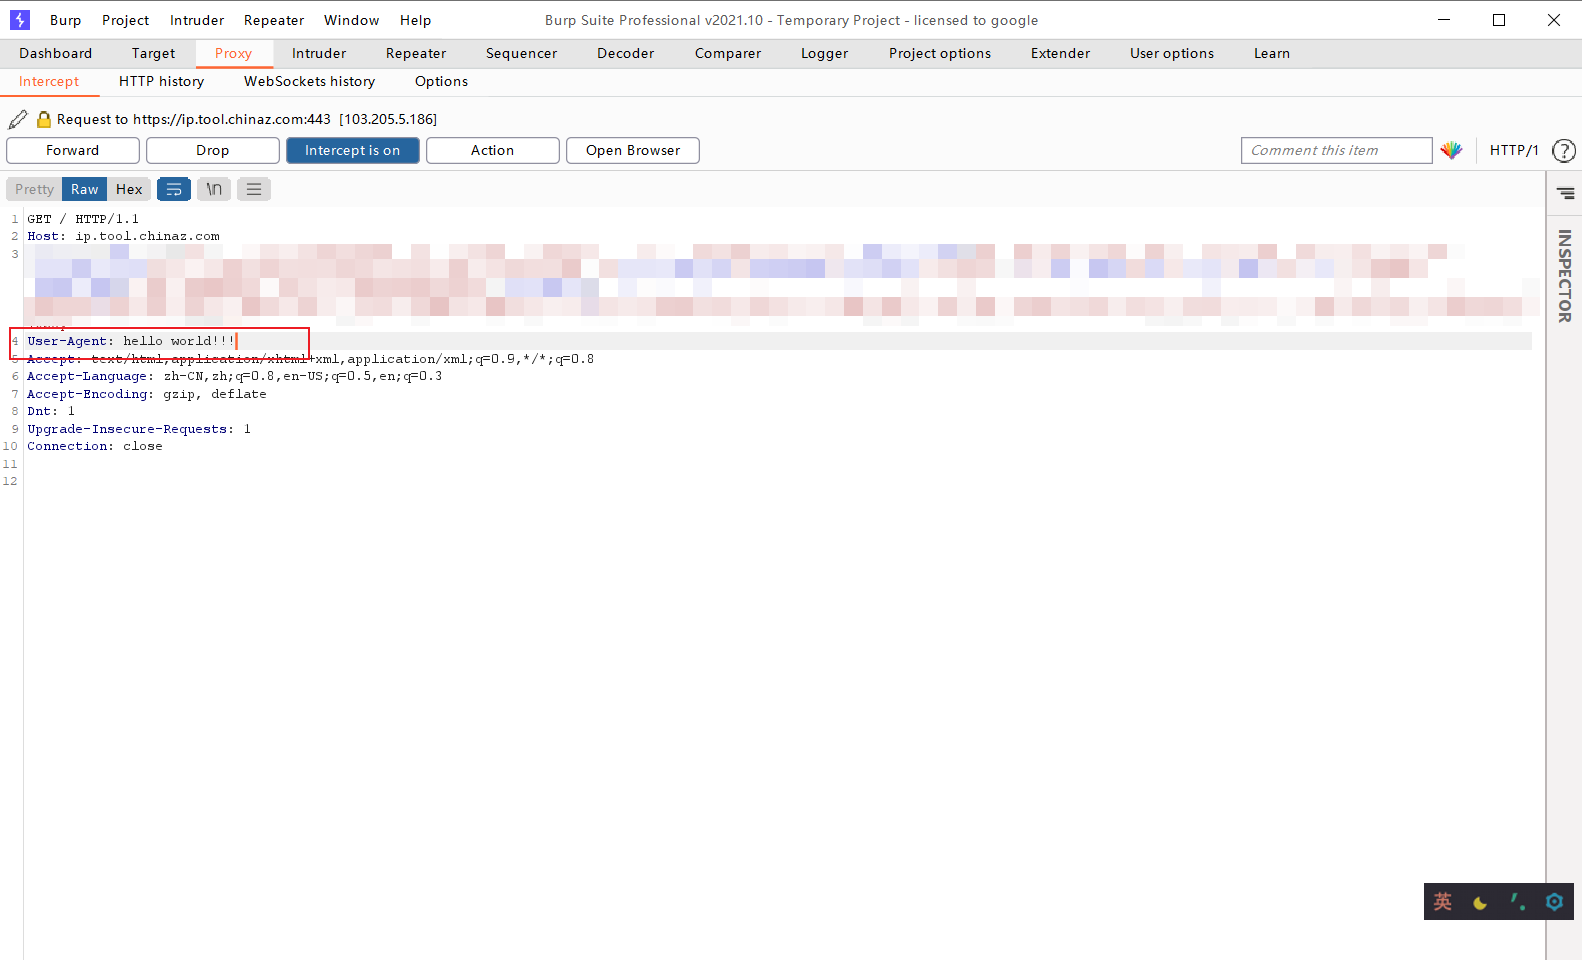 Burp Project Intruder Repeater Window Help Burp Suite Professional v2021.10 - Temporary Project - licensed to google
Dashboard Target Proxy Intruder Repeater Sequencer Decoder Comparer Logger Project options Extender User options Learn
Intercept HTTP history WebSockets history Options
Request to https://ip.tool.chinaz.com:443 [103.205.5.186]
Forward Drop Intercept is on Action Open Browser Comment this item HTTP/1 ?
Pretty Raw Hex \n
INSPECTOR
1 GET / HTTP/1.1
2 Host: ip.tool.chinaz.com
3
4 User-Agent: hello world!!!
5 Accept: text/html,application/xhtml+xml,application/xml;q=0.9,*/*;q=0.8
6 Accept-Language: zh-CN,zh;q=0.8,en-US;q=0.5,en;q=0.3
7 Accept-Encoding: gzip, deflate
8 Dnt: 1
9 Upgrade-Insecure-Requests: 1
10 Connection: close
11
12
英